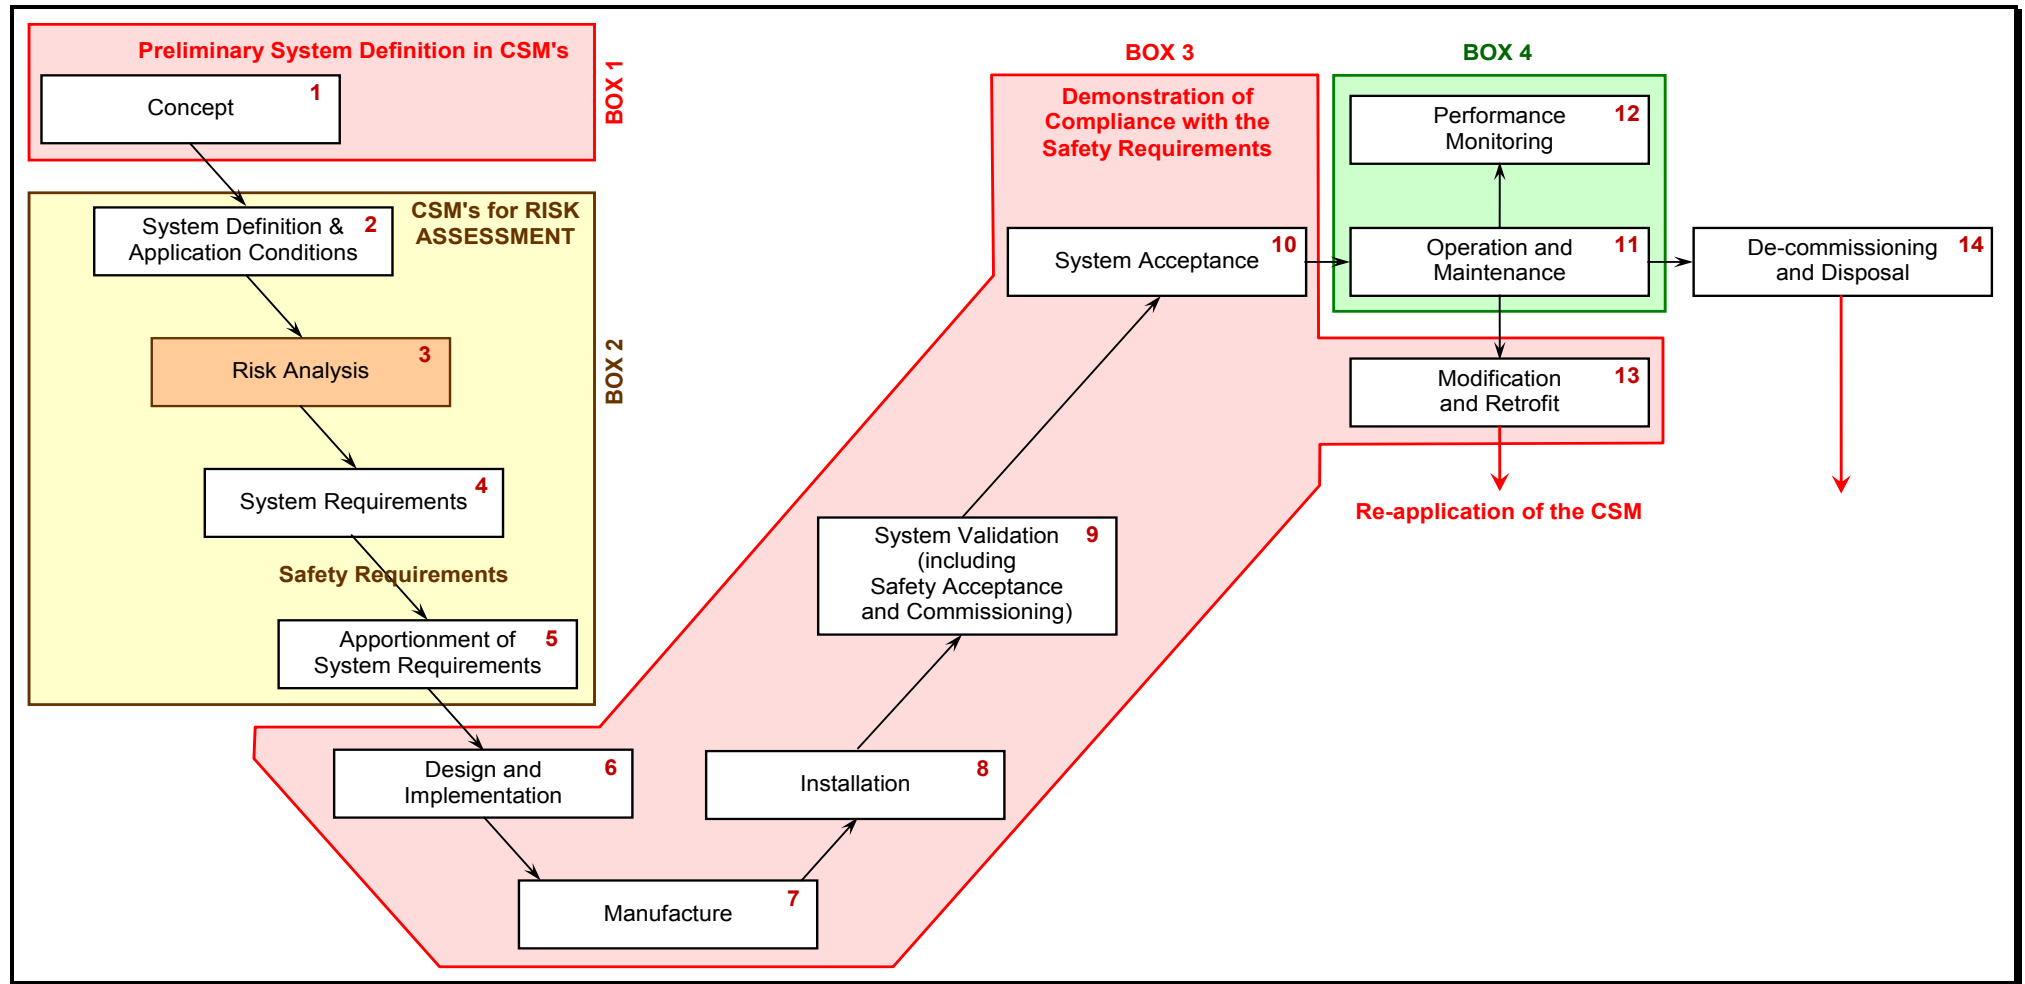 Preliminary System Definition in CSM's
BOX 1
Concept
1
CSM's for RISK
ASSESSMENT
BOX 2
System Definition &
Application Conditions
2
Risk Analysis
3
System Requirements
4
Safety Requirements
Apportionment of
System Requirements
5
Design and
Implementation
6
Manufacture
7
Installation
8
System Validation
(including
Safety Acceptance
and Commissioning)
9
BOX 3
Demonstration of
Compliance with the
Safety Requirements
System Acceptance
10
BOX 4
Performance
Monitoring
12
Operation and
Maintenance
11
De-commissioning
and Disposal
14
Modification
and Retrofit
13
Re-application of the CSM